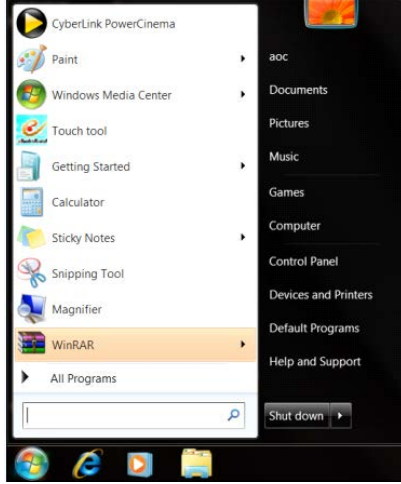 CyberLink PowerCinema
Paint
Windows Media Center
Touch tool
Getting Started
Calculator
Sticky Notes
Snipping Tool
Magnifier
WinRAR
All Programs
aoc
Documents
Pictures
Music
Games
Computer
Control Panel
Devices and Printers
Default Programs
Help and Support
Shut down